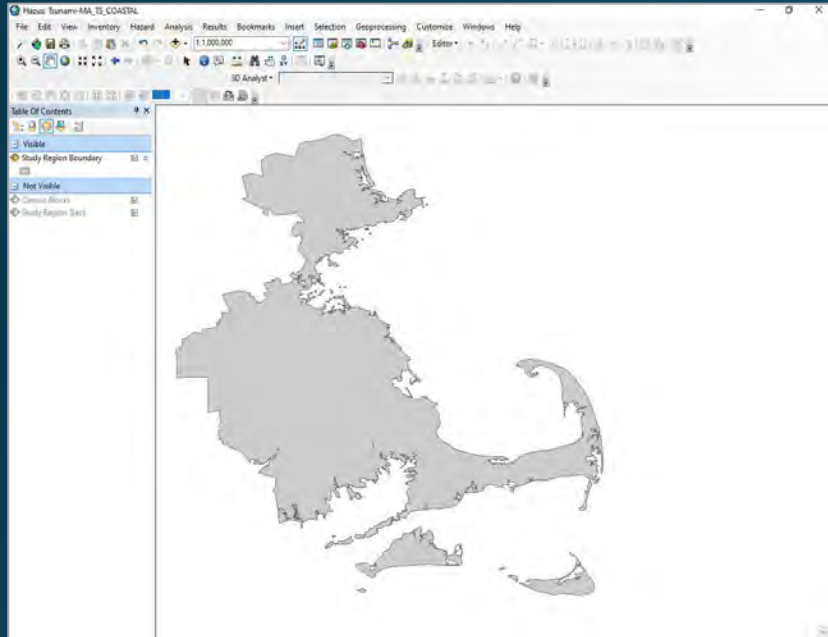 Hazus: Tsunami-MA_TS_COASTAL
File Edit View Inventory Hazard Analysis Results Bookmarks Insert Selection Geoprocessing Customize Windows Help
1:1,000,000
Editor
3D Analyst
Table Of Contents
Visible
Study Region Boundary
Not Visible
Census Blocks
Study Region Tract